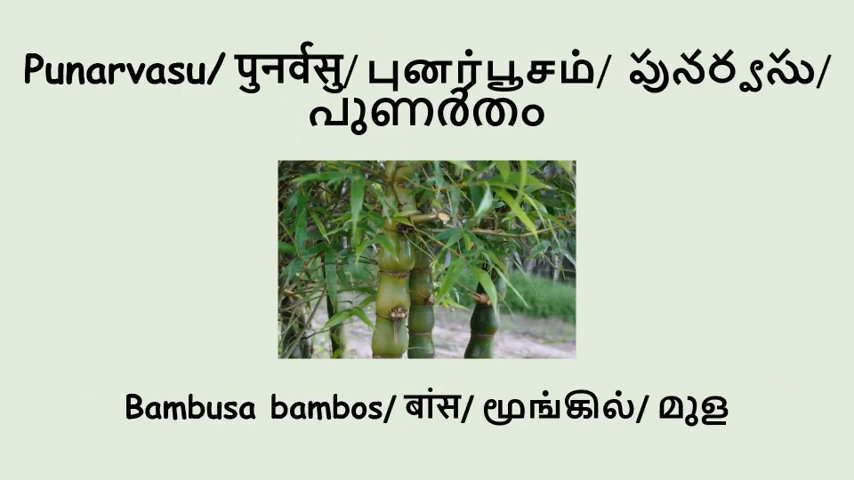 Punarvasu/ पुनर्वसु/ புனர்பூசம்/ పునర్వసు/
പുണർതം
Bambusa bambos/ बांस/ மூங்கில்/ മുള